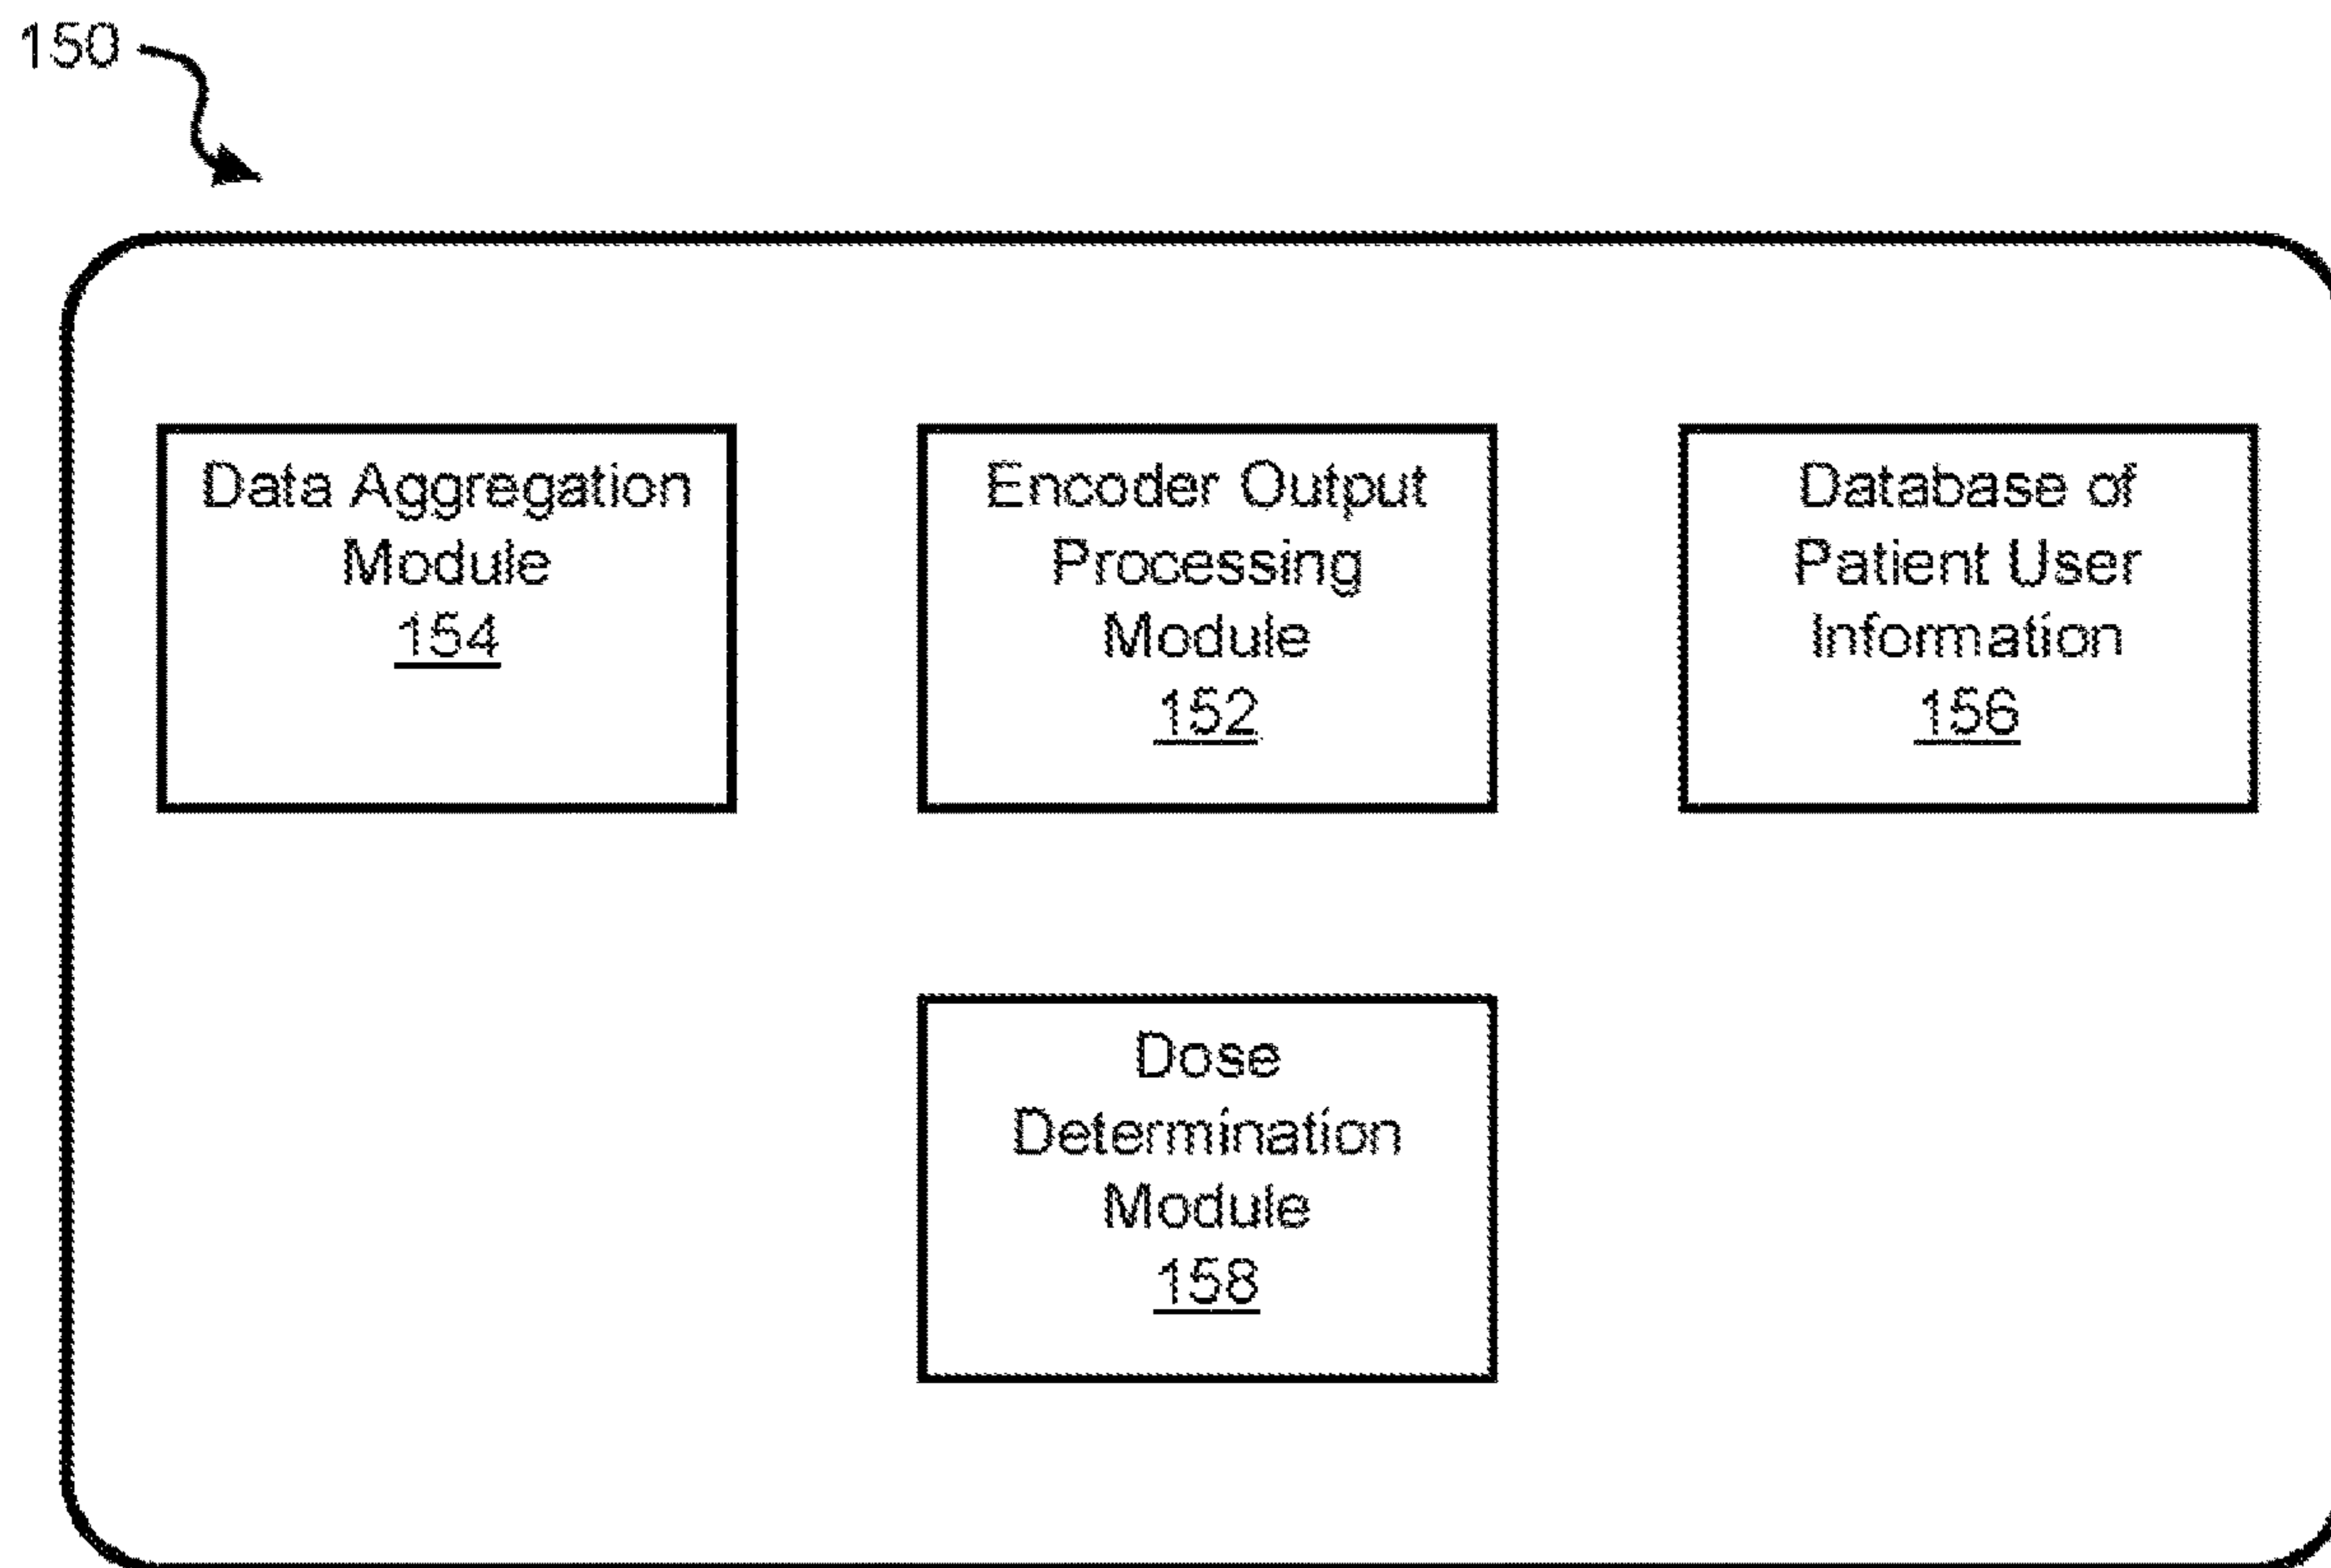 150
Data Aggregation
Module
154
Encoder Output
Processing
Module
152
Database of
Patient User
Information
156
Dose
Determination
Module
158